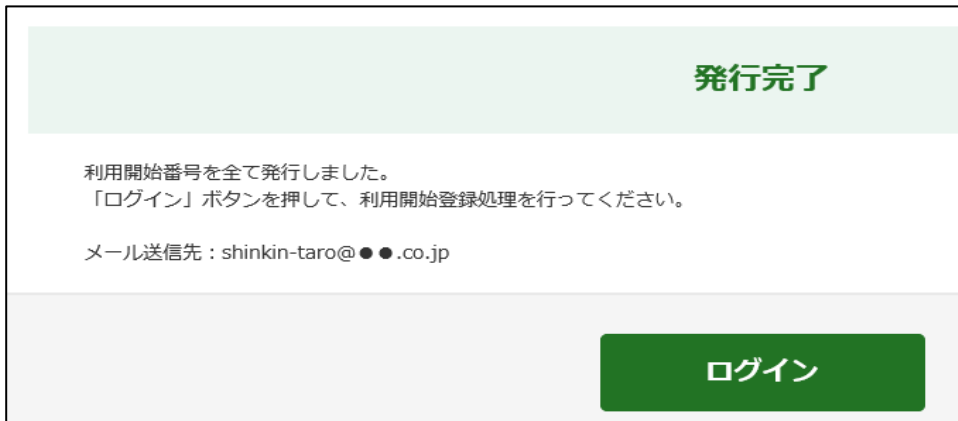 発行完了
利用開始番号を全て発行しました。
「ログイン」ボタンを押して、利用開始登録処理を行ってください。
メール送信先：shinkin-taro@●●.co.jp
ログイン